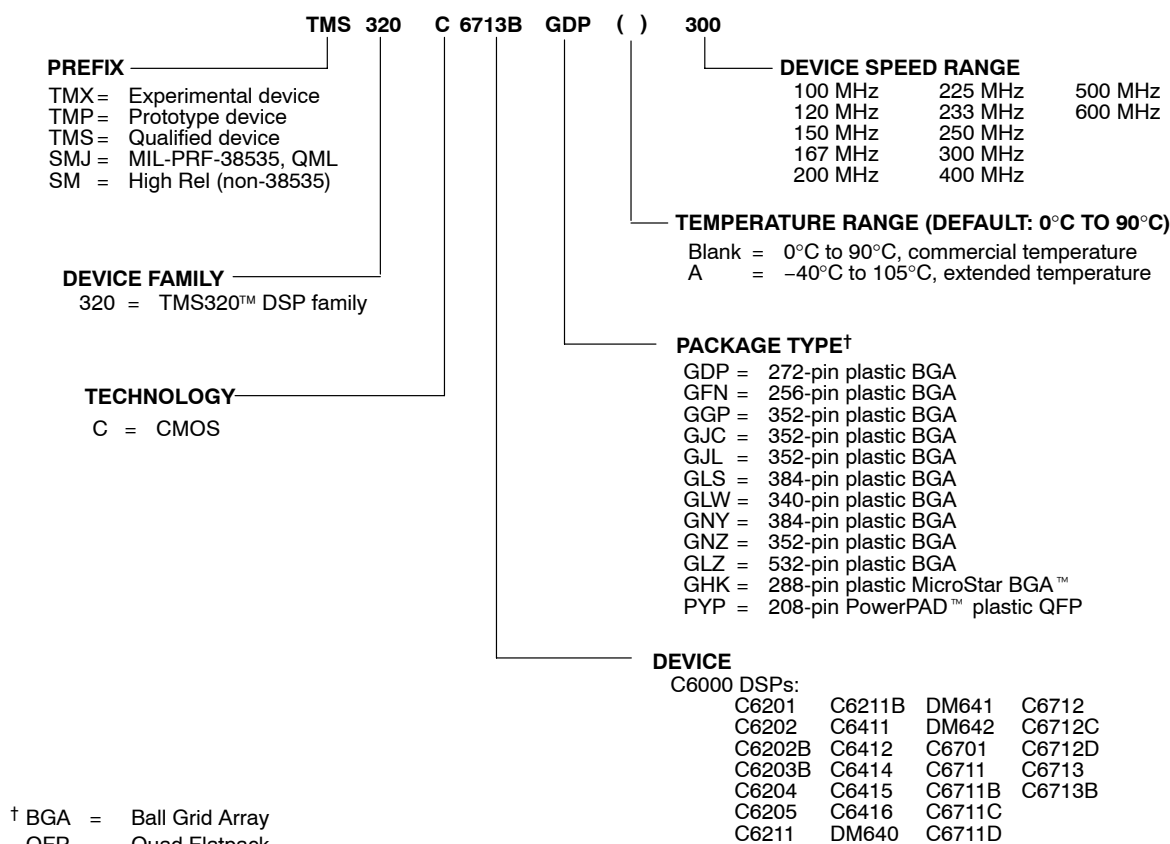 TMS 320 C 6713B GDP ( ) 300
PREFIX
TMX = Experimental device
TMP = Prototype device
TMS = Qualified device
SMJ = MIL-PRF-38535, QML
SM = High Rel (non-38535)
DEVICE SPEED RANGE
100 MHz 225 MHz 500 MHz
120 MHz 233 MHz 600 MHz
150 MHz 250 MHz
167 MHz 300 MHz
200 MHz 400 MHz
TEMPERATURE RANGE (DEFAULT: 0°C TO 90°C)
Blank = 0°C to 90°C, commercial temperature
A = −40°C to 105°C, extended temperature
DEVICE FAMILY
320 = TMS320™ DSP family
PACKAGE TYPE†
GDP = 272-pin plastic BGA
GFN = 256-pin plastic BGA
GGP = 352-pin plastic BGA
GJC = 352-pin plastic BGA
GJL = 352-pin plastic BGA
GLS = 384-pin plastic BGA
GLW = 340-pin plastic BGA
GNY = 384-pin plastic BGA
GNZ = 352-pin plastic BGA
GLZ = 532-pin plastic BGA
GHK = 288-pin plastic MicroStar BGA™
PYP = 208-pin PowerPAD™ plastic QFP
TECHNOLOGY
C = CMOS
DEVICE
C6000 DSPs:
C6201 C6211B DM641 C6712
C6202 C6411 DM642 C6712C
C6202B C6412 C6701 C6712D
C6203B C6414 C6711 C6713
C6204 C6415 C6711B C6713B
C6205 C6416 C6711C
C6211 DM640 C6711D
† BGA = Ball Grid Array
QFP = Quad Flatpack